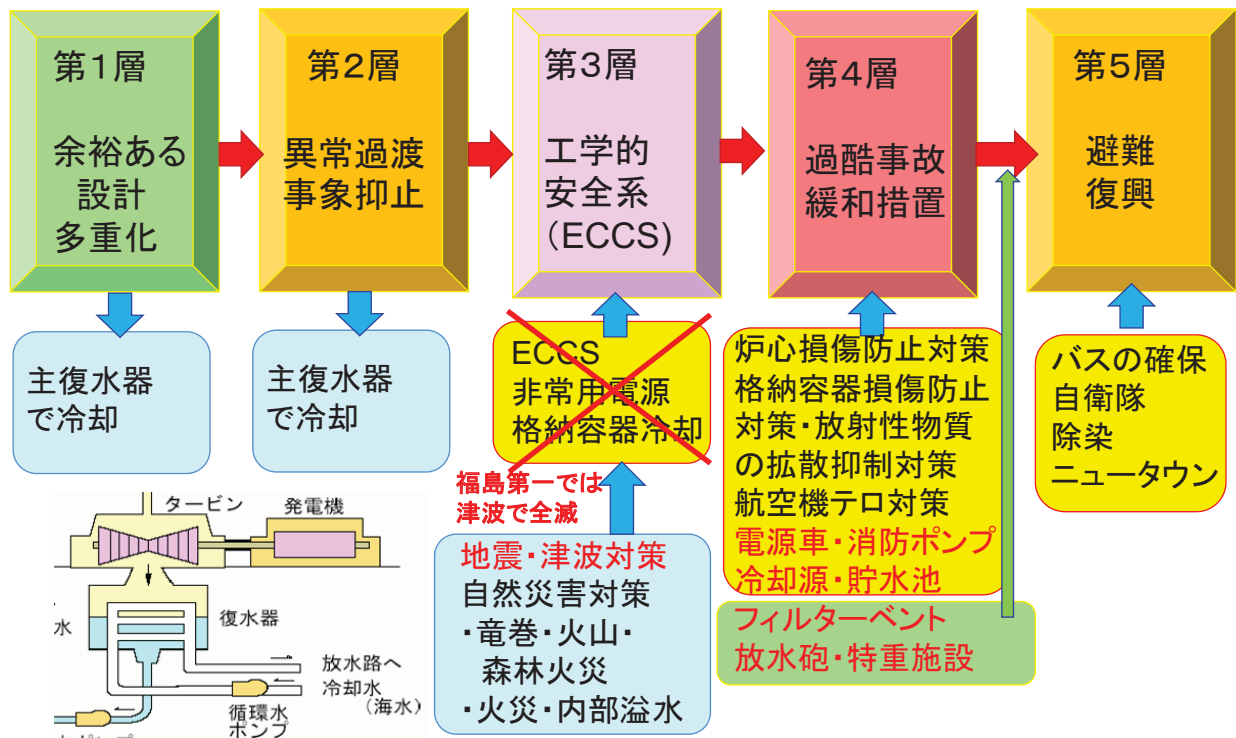 第1層
余裕ある
設計
多重化
第2層
異常過渡
事象抑止
第3層
工学的
安全系
(ECCS)
第4層
過酷事故
緩和措置
第5層
避難
復興
主復水器
で冷却
主復水器
で冷却
ECCS
非常用電源
格納容器冷却
福島第一では
津波で全滅
地震・津波対策
自然災害対策
・竜巻・火山・
森林火災
・火災・内部溢水
炉心損傷防止対策
格納容器損傷防止
対策・放射性物質
の拡散抑制対策
航空機テロ対策
電源車・消防ポンプ
冷却源・貯水池
フィルターベント
放水砲・特重施設
バスの確保
自衛隊
除染
ニュータウン
タービン
発電機
復水器
水
放水路へ
冷却水
(海水)
循環水
ポンプ